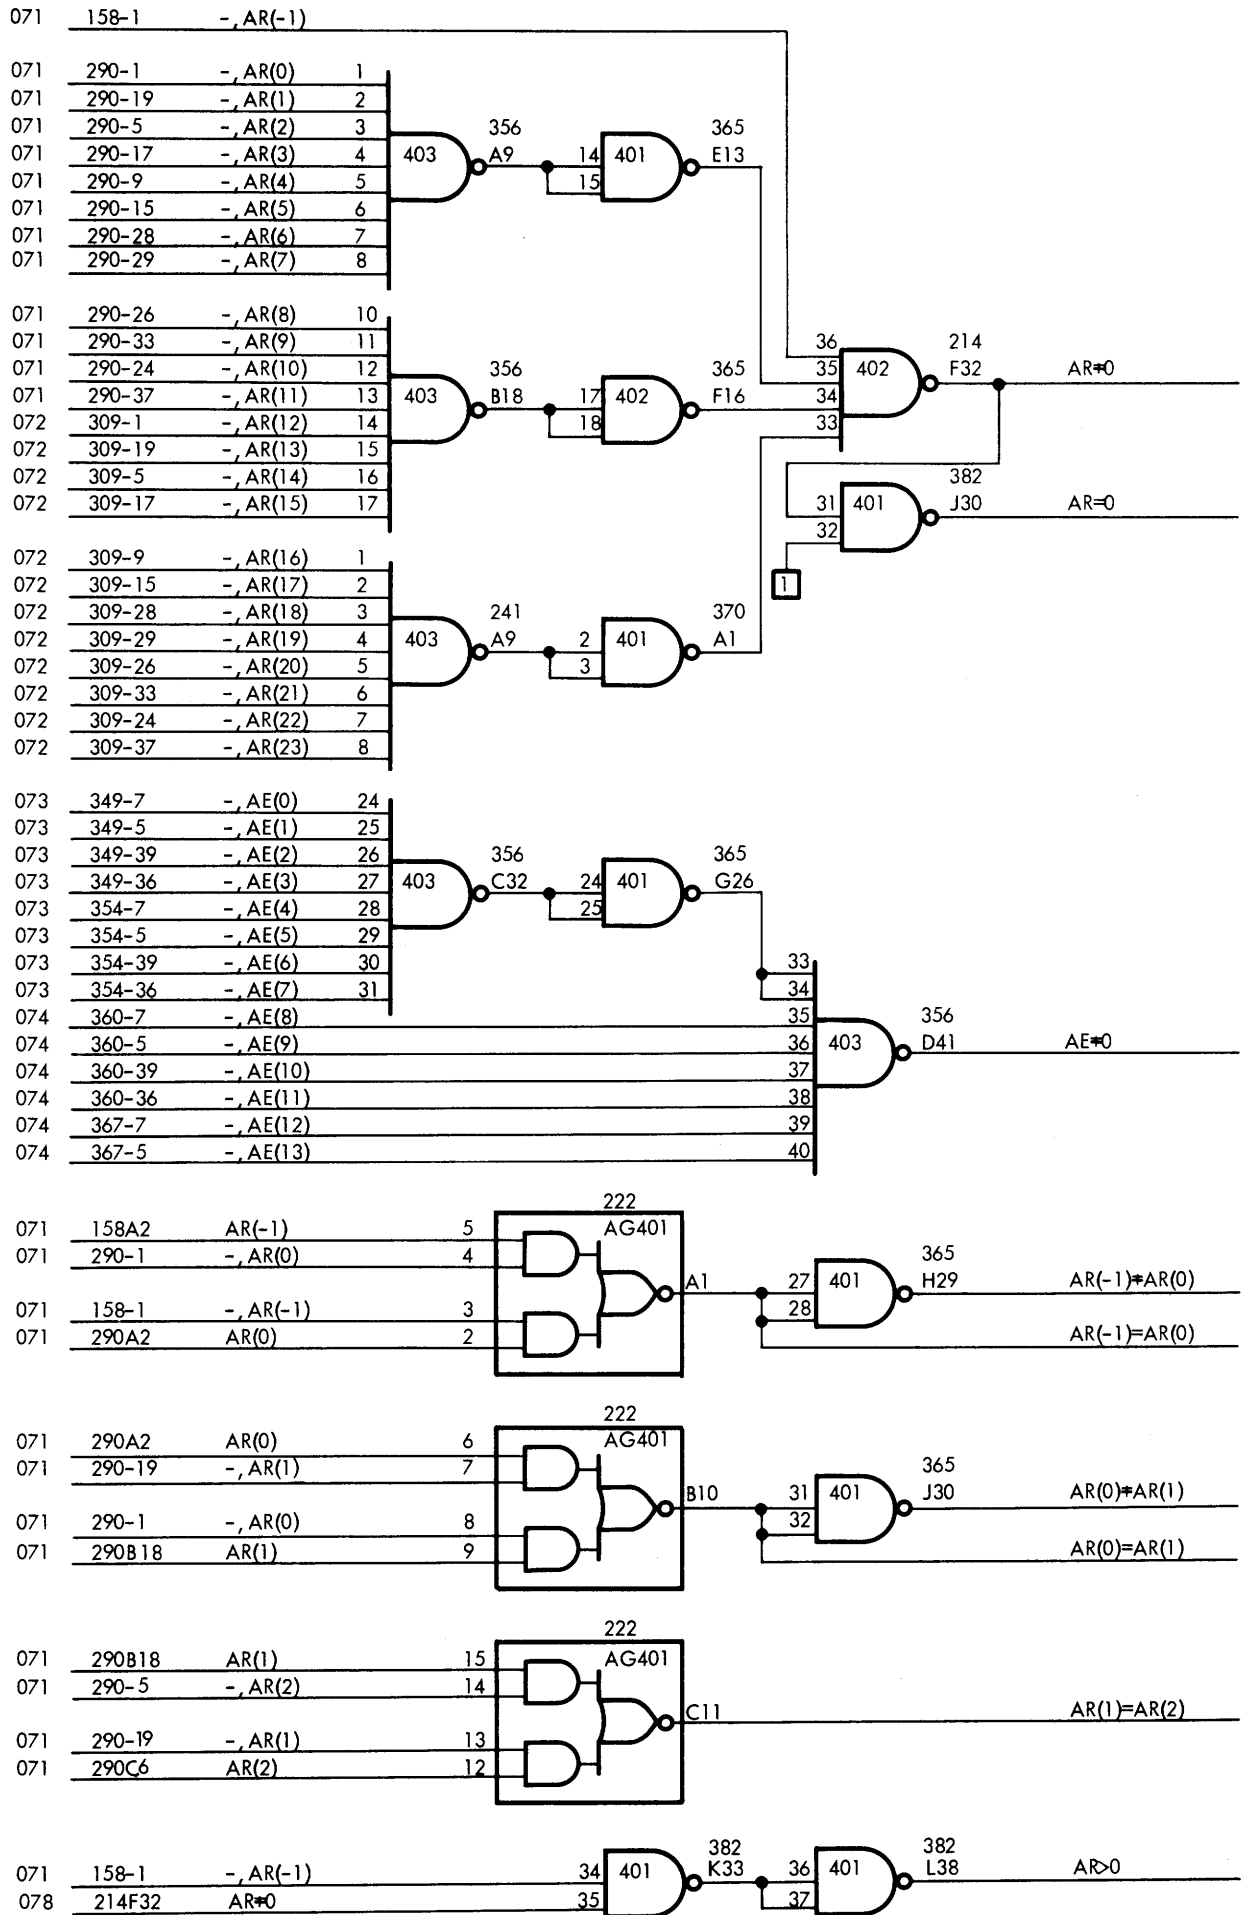 071 158-1 -, AR(-1)
071 290-1 -, AR(0) 1
071 290-19 -, AR(1) 2
071 290-5 -, AR(2) 3
356 365
071 290-17 -, AR(3) 4 403 A9 14 401 E13
071 290-9 -, AR(4) 5 15
071 290-15 -, AR(5) 6
071 290-28 -, AR(6) 7
071 290-29 -, AR(7) 8
071 290-26 -, AR(8) 10
071 290-33 -, AR(9) 11
36 214
071 290-24 -, AR(10) 12 356 365 35 402 F32 AR≠0
071 290-37 -, AR(11) 13 403 B18 17 402 F16 34
072 309-1 -, AR(12) 14 18 33
072 309-19 -, AR(13) 15
072 309-5 -, AR(14) 16 382
072 309-17 -, AR(15) 17 31 401 J30 AR=0
32
072 309-9 -, AR(16) 1
072 309-15 -, AR(17) 2 1
072 309-28 -, AR(18) 3 241 370
072 309-29 -, AR(19) 4 403 A9 2 401 A1
072 309-26 -, AR(20) 5 3
072 309-33 -, AR(21) 6
072 309-24 -, AR(22) 7
072 309-37 -, AR(23) 8
073 349-7 -, AE(0) 24
073 349-5 -, AE(1) 25
073 349-39 -, AE(2) 26 356 365
073 349-36 -, AE(3) 27 403 C32 24 401 G26
073 354-7 -, AE(4) 28 25
073 354-5 -, AE(5) 29
073 354-39 -, AE(6) 30 33
073 354-36 -, AE(7) 31 34
074 360-7 -, AE(8) 35 356
074 360-5 -, AE(9) 36 403 D41 AE≠0
074 360-39 -, AE(10) 37
074 360-36 -, AE(11) 38
074 367-7 -, AE(12) 39
074 367-5 -, AE(13) 40
222
071 158A2 AR(-1) 5 AG401
071 290-1 -, AR(0) 4 365
A1 27 401 H29 AR(-1)≠AR(0)
071 158-1 -, AR(-1) 3 28
071 290A2 AR(0) 2 AR(-1)=AR(0)
222
071 290A2 AR(0) 6 AG401
071 290-19 -, AR(1) 7 365
B10 31 401 J30 AR(0)≠AR(1)
071 290-1 -, AR(0) 8 32
071 290B18 AR(1) 9 AR(0)=AR(1)
222
071 290B18 AR(1) 15 AG401
071 290-5 -, AR(2) 14
C11 AR(1)=AR(2)
071 290-19 -, AR(1) 13
071 290C6 AR(2) 12
382 382
071 158-1 -, AR(-1) 34 401 K33 36 401 L38 AR>0
078 214F32 AR≠0 35 37